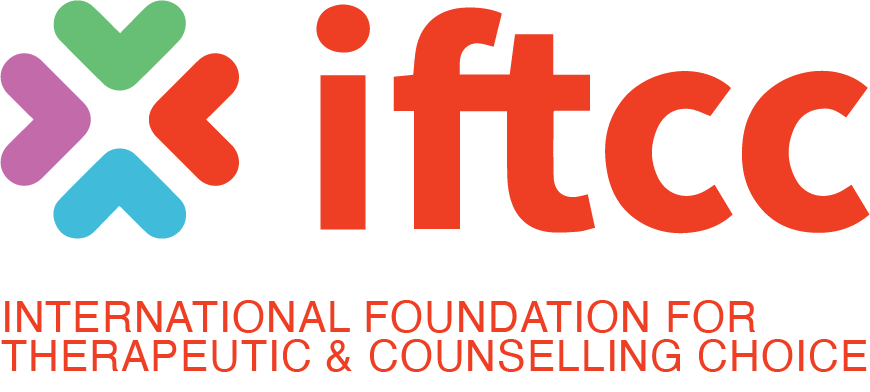 iftcc
INTERNATIONAL FOUNDATION FOR
THERAPEUTIC & COUNSELLING CHOICE